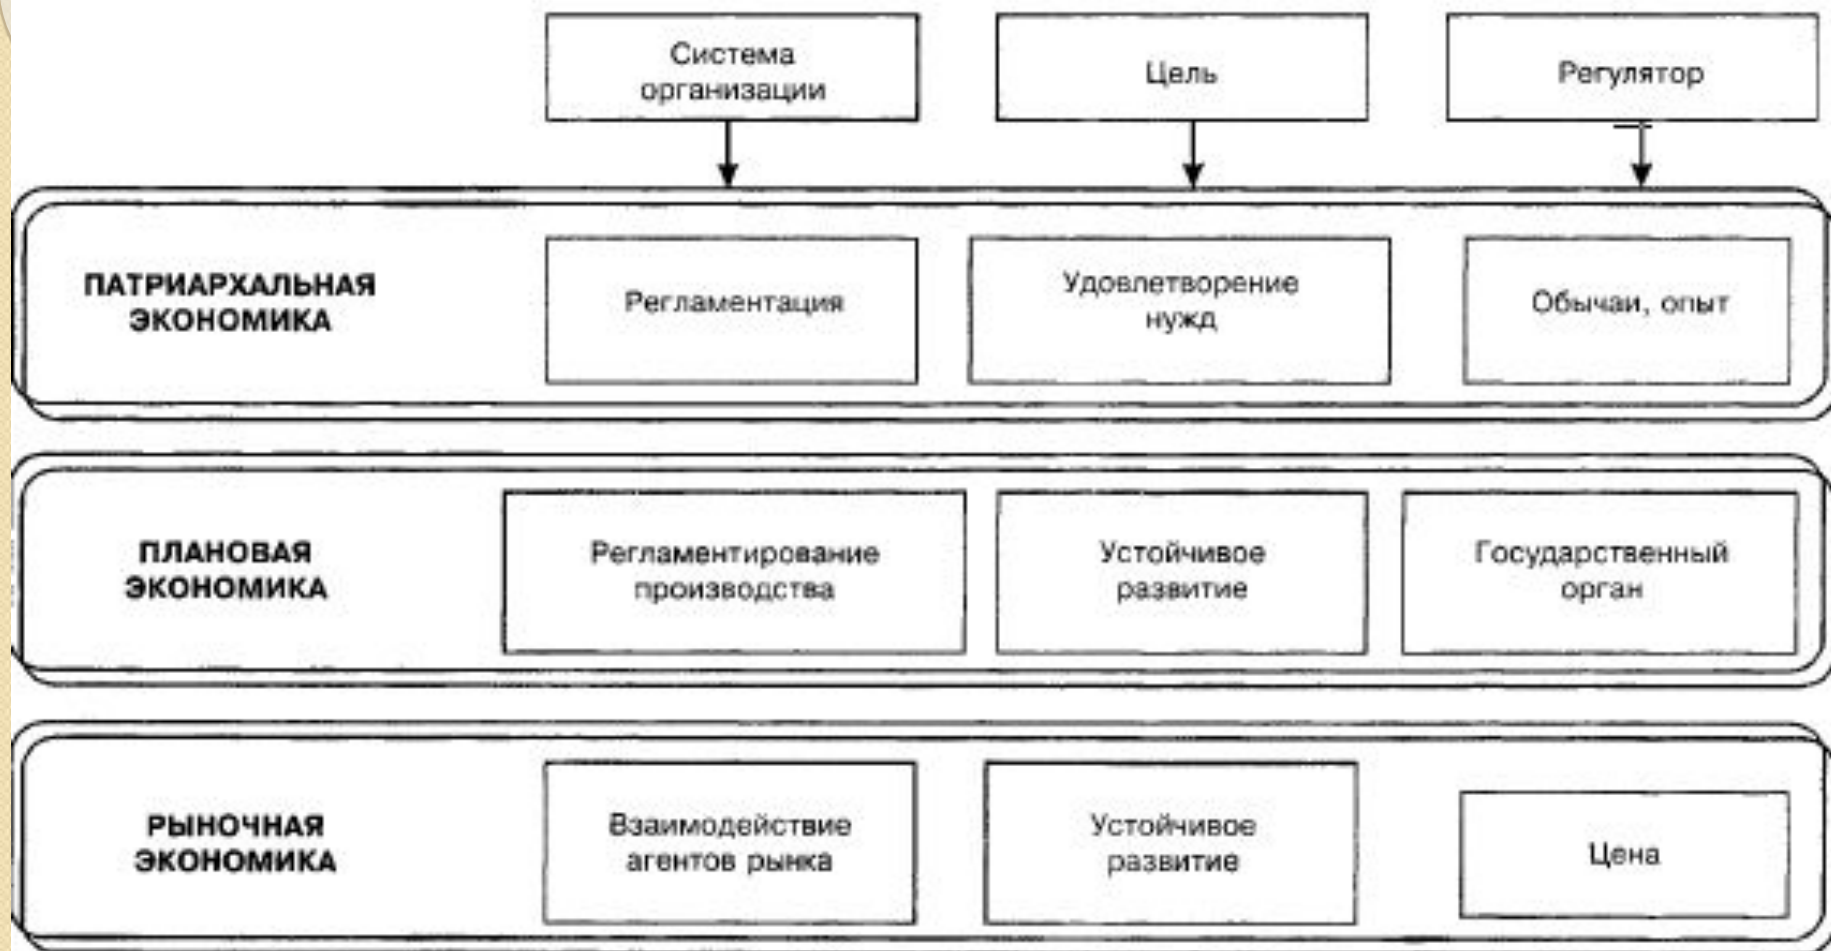 Система
организации
Цель
Регулятор
ПАТРИАРХАЛЬНАЯ
ЭКОНОМИКА
Регламентация
Удовлетворение
нужд
Обычаи, опыт
ПЛАНОВАЯ
ЭКОНОМИКА
Регламентирование
производства
Устойчивое
развитие
Государственный
орган
РЫНОЧНАЯ
ЭКОНОМИКА
Взаимодействие
агентов рынка
Устойчивое
развитие
Цена